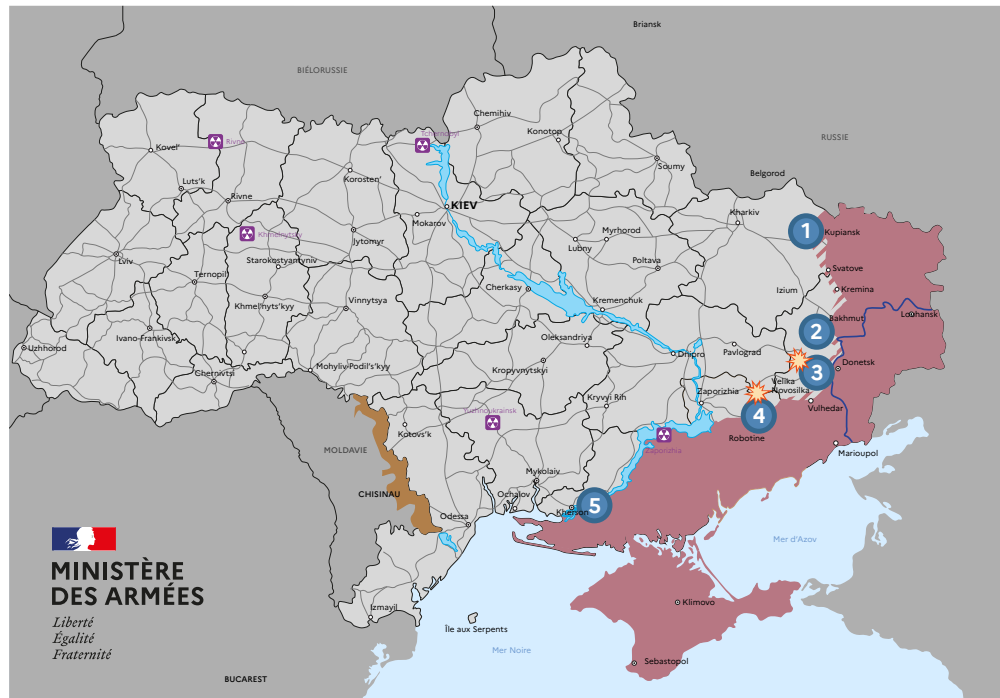 Briansk
BIÉLORUSSIE
RUSSIE
Chernihiv
Tchernobyl
Konotop
Rivne
Kovel'
Soumy
Belgorod
Korosten'
Luts'k
Rivne
KIEV
Mokarov
Kharkiv
1
Kupiansk
Khmelnytsky
Jytomyr
Lubny
Myrhorod
Lviv
Starokostyantyniv
Poltava
Svatove
Ternopil
Cherkasy
Izium
Kremina
Khmel'nyts'kyy
Vinnytsya
Kremenchuk
Louhansk
Bakhmut
2
Ivano-Frankivsk
Oleksandriya
Uzhhorod
Dnipro
Pavlograd
Donetsk
Chernivtsi
Mohyliv-Podil's'kyy
Kropyvnytskyi
3
Velika
Novosilka
Zaporizhia
Kryvyi Rih
Vulhedar
4
Yuzhnoukrainsk
Kotovs'k
Robotine
MOLDAVIE
Zaporizhia
Marioupol
Mykolaiv
CHISINAU
Ochalov
5
Kherson
Odessa
Mer d'Azov
MINISTÈRE
DES ARMÉES
Liberté
Égalité
Fraternité
Klimovo
Izmayil
Île aux Serpents
Mer Noire
Sebastopol
BUCAREST